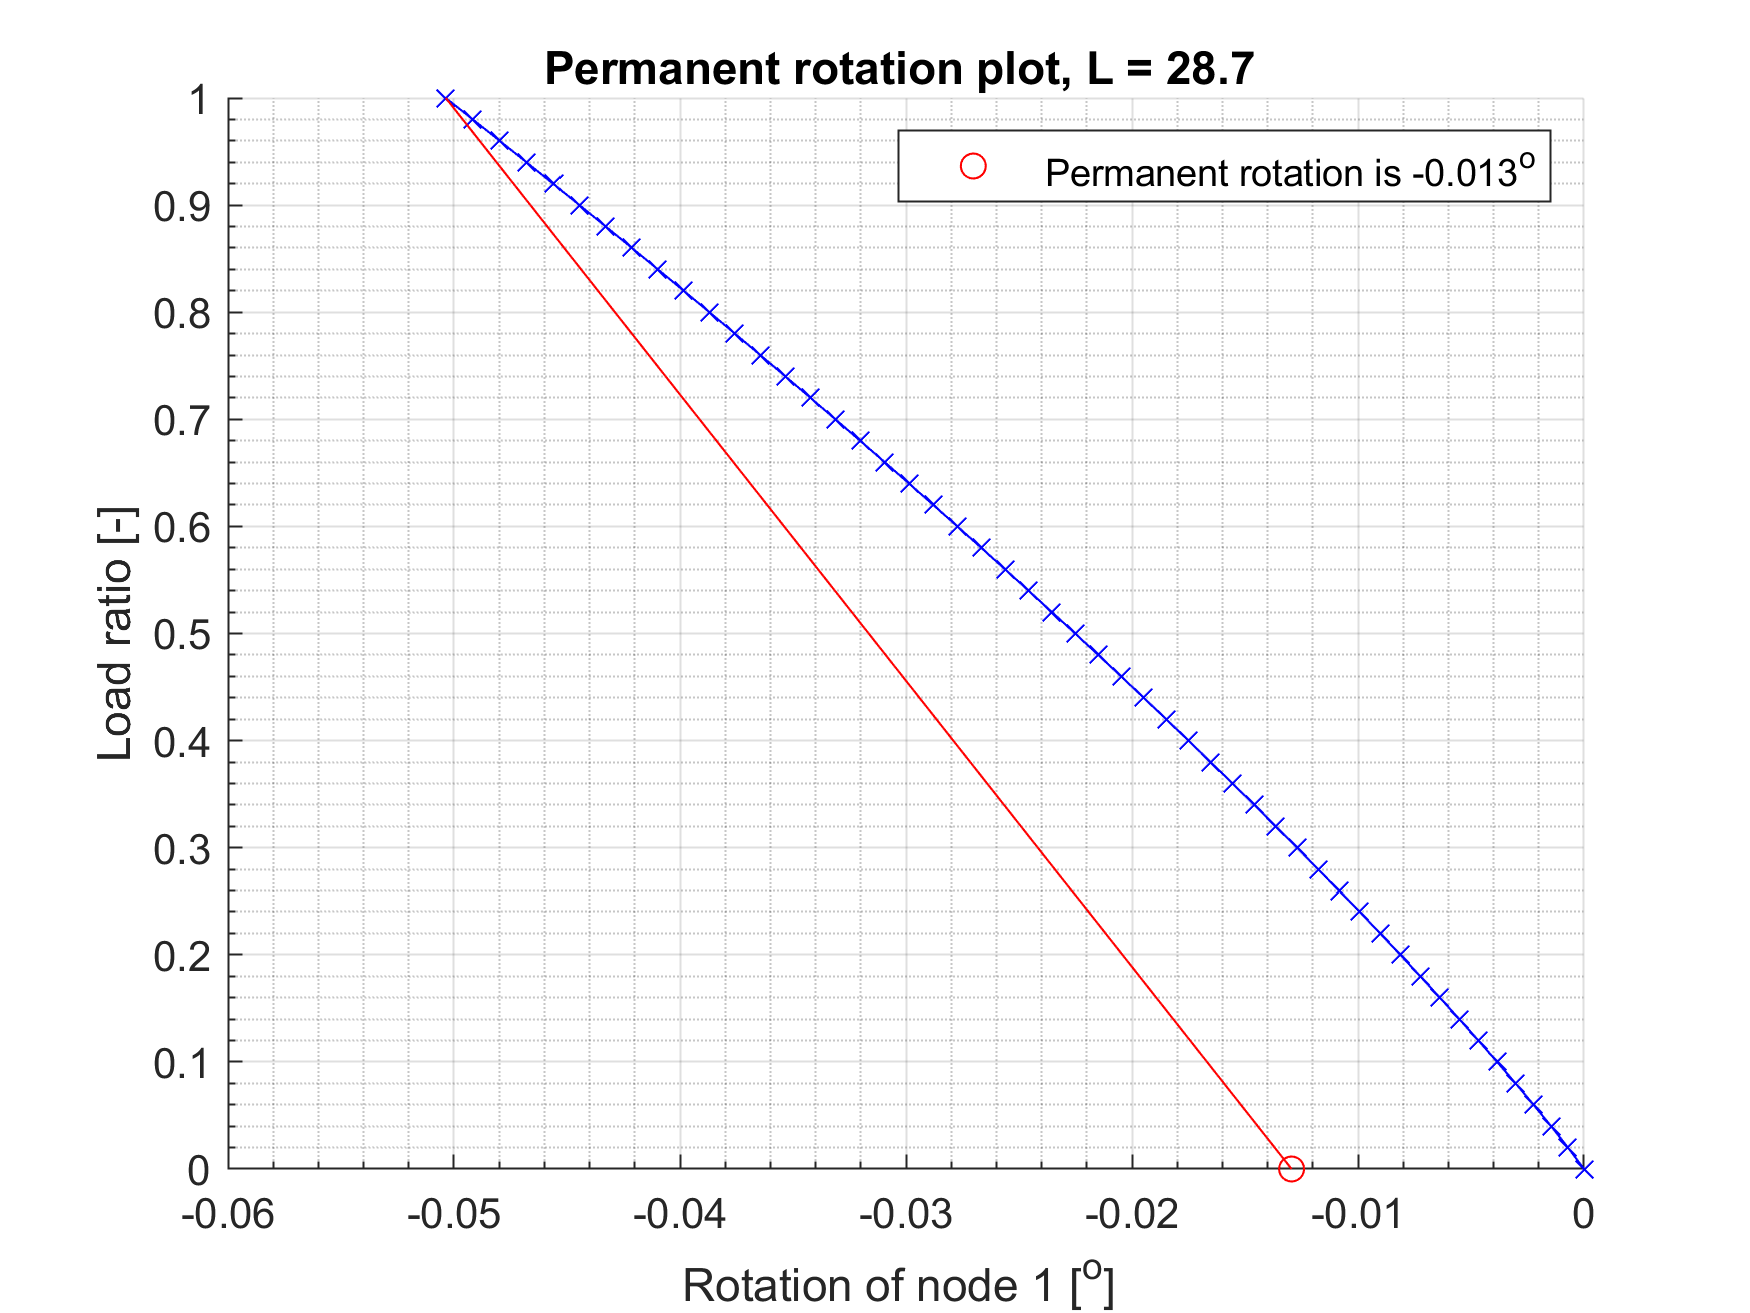 Permanent rotation plot, L = 28.7
Permanent rotation is -0.013°
Load ratio [-]
1
0.9
0.8
0.7
0.6
0.5
0.4
0.3
0.2
0.1
0
-0.06 -0.05 -0.04 -0.03 -0.02 -0.01 0
Rotation of node 1 [°]